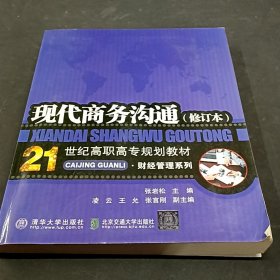 现代商务沟通（修订本）
XIANDAI SHANGWU GOUTONG
21世纪高职高专规划教材
CAIJING GUANLI·财经管理系列
张岩松 主编
凌云 王允 张言刚 副主编
清华大学出版社 北京交通大学出版社